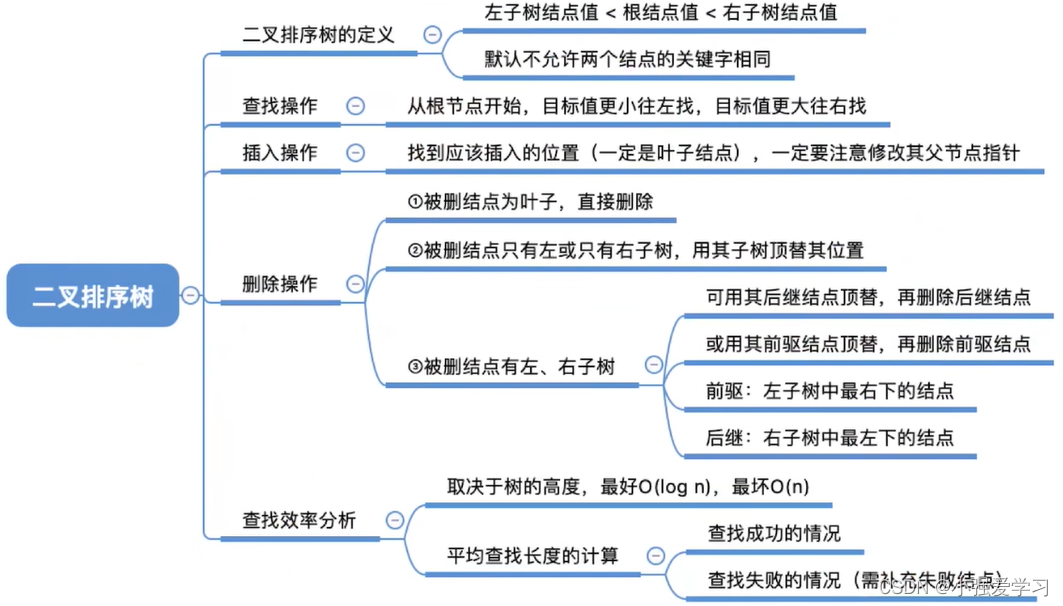 二叉排序树
二叉排序树的定义
左子树结点值 < 根结点值 < 右子树结点值
默认不允许两个结点的关键字相同
查找操作
从根节点开始，目标值更小往左找，目标值更大往右找
插入操作
找到应该插入的位置（一定是叶子结点），一定要注意修改其父节点指针
删除操作
①被删结点为叶子，直接删除
②被删结点只有左或只有右子树，用其子树顶替其位置
③被删结点有左、右子树
可用其后继结点顶替，再删除后继结点
或用其前驱结点顶替，再删除前驱结点
前驱：左子树中最右下的结点
后继：右子树中最左下的结点
查找效率分析
取决于树的高度，最好O(log n)，最坏O(n)
平均查找长度的计算
查找成功的情况
查找失败的情况（需补充失败结点）
CSDN @小强爱学习